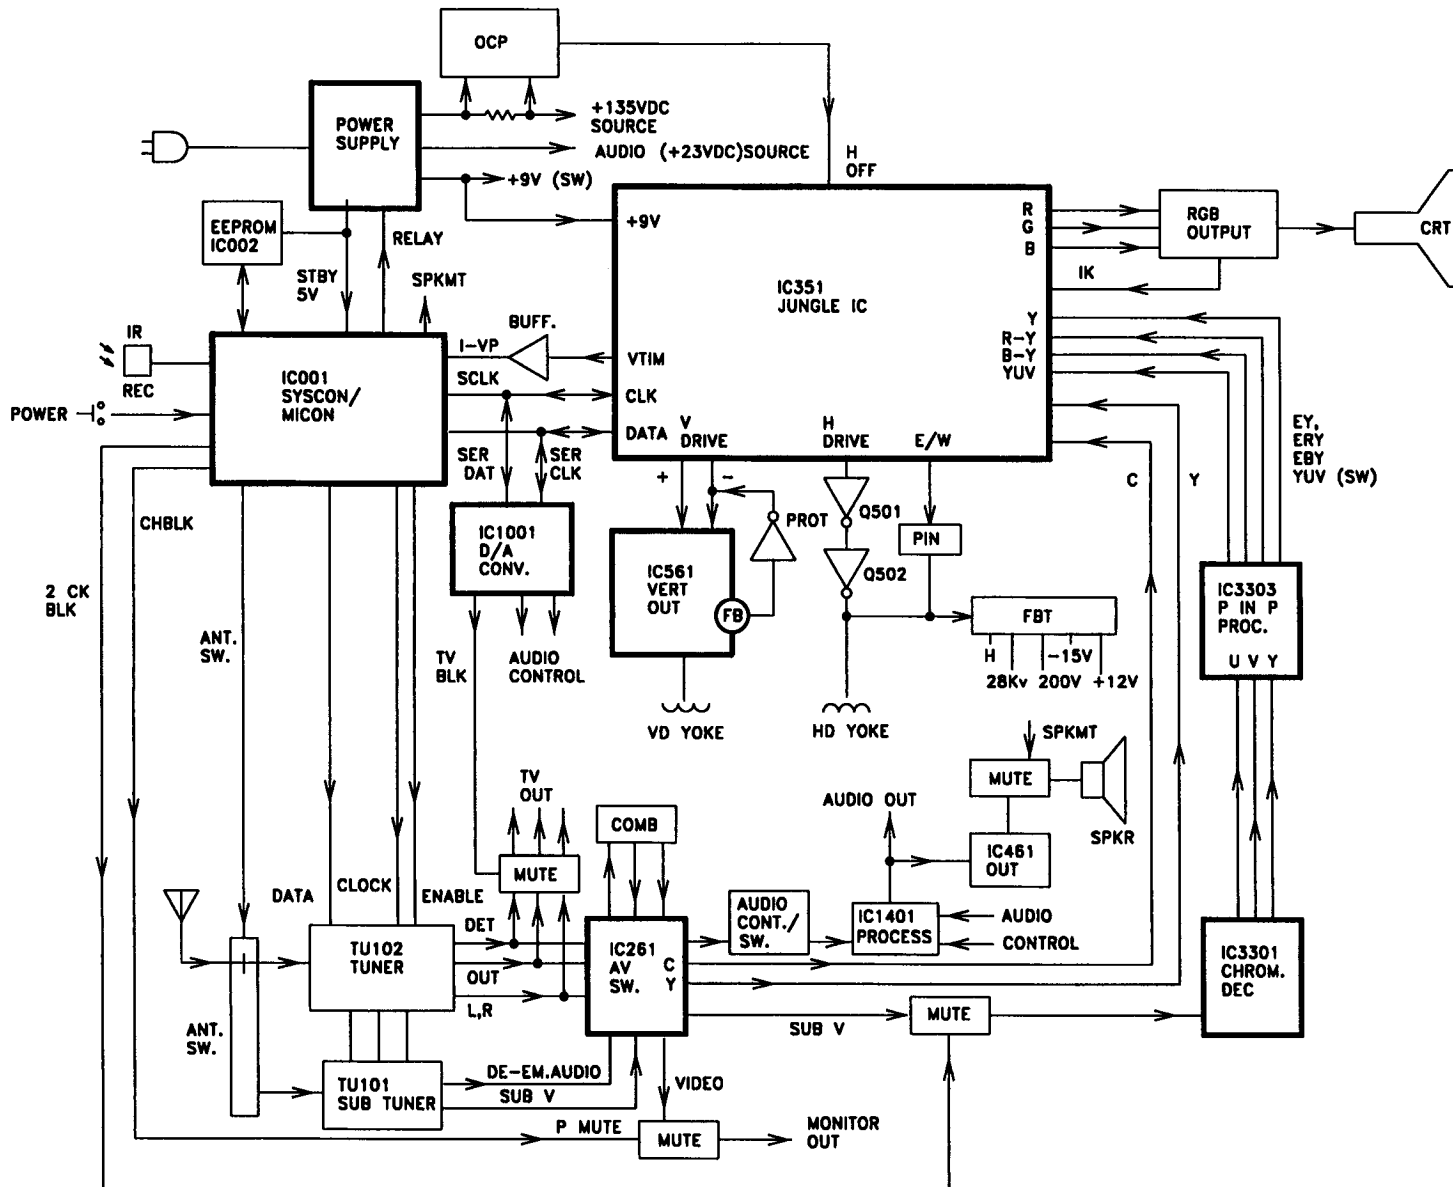 OCP
POWER
SUPPLY
+135VDC
SOURCE
AUDIO (+23VDC)SOURCE
+9V (SW)
H
OFF
EEPROM
IC002
RELAY
STBY
5V
SPKMT
+9V
IC351
JUNGLE IC
R
G
B
IK
RGB
OUTPUT
CRT
Y
R-Y
B-Y
YUV
IR
REC
POWER
IC001
SYSCON/
MICON
I-VP
BUFF.
VTIM
SCLK
CLK
DATA
V
DRIVE
H
DRIVE
E/W
SER
DAT
SER
CLK
+
-
EY,
ERY
EBY
YUV (SW)
C
Y
CHBLK
2 CK
BLK
ANT.
SW.
IC1001
D/A
CONV.
TV
BLK
AUDIO
CONTROL
IC561
VERT
OUT
FB
PROT
Q501
Q502
PIN
FBT
H
28Kv
200V
-15V
+12V
VD YOKE
HD YOKE
IC3303
P IN P
PROC.
U V Y
SPKMT
MUTE
SPKR
TV
OUT
COMB
AUDIO OUT
IC461
OUT
MUTE
DATA
CLOCK
ENABLE
DET
OUT
L,R
TU102
TUNER
IC261
AV
SW.
C
Y
AUDIO
CONT./
SW.
IC1401
PROCESS
AUDIO
CONTROL
IC3301
CHROM.
DEC
SUB V
MUTE
ANT.
SW.
TU101
SUB TUNER
DE-EM.AUDIO
SUB V
VIDEO
P MUTE
MUTE
MONITOR
OUT